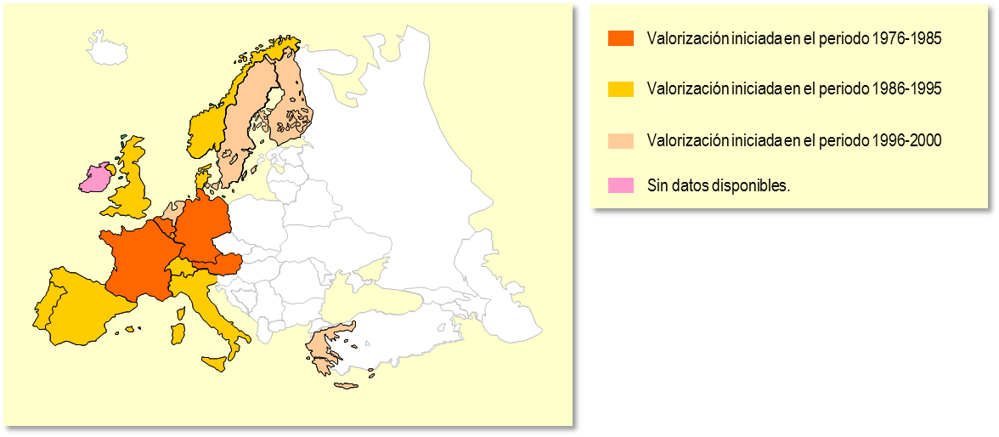 Valorización iniciada en el periodo 1976-1985
Valorización iniciada en el periodo 1986-1995
Valorización iniciada en el periodo 1996-2000
Sin datos disponibles.